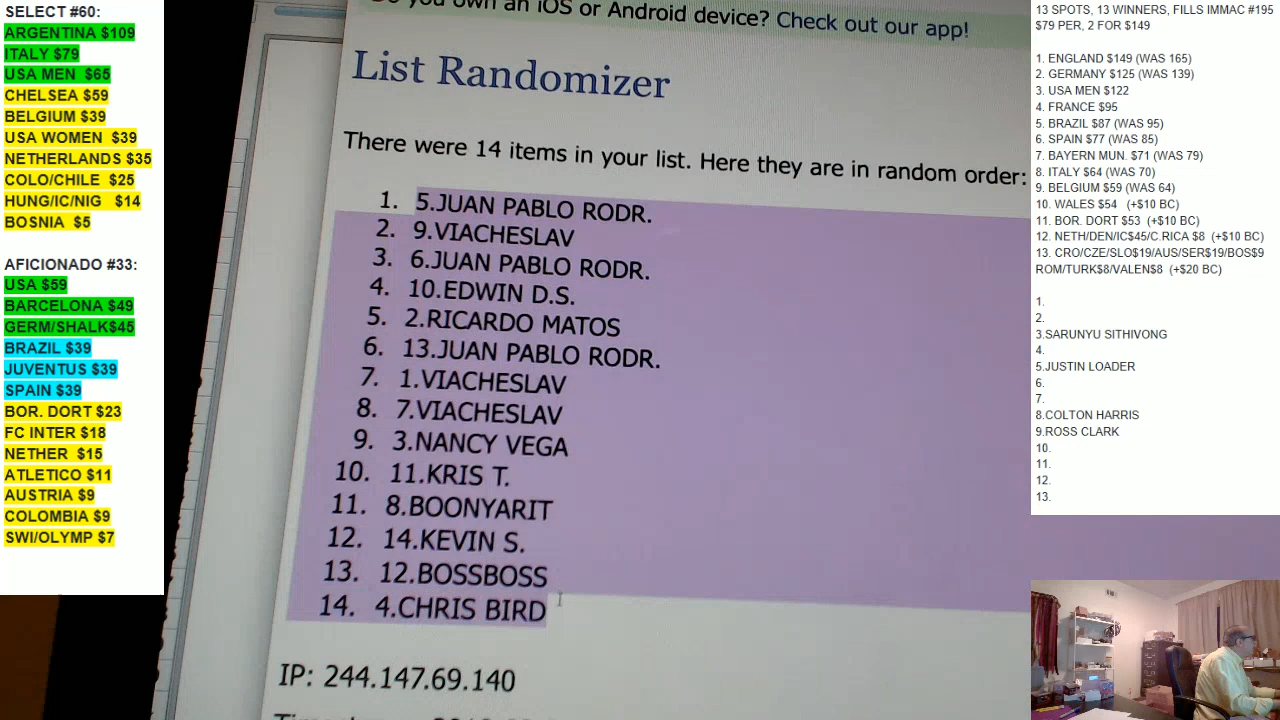 SELECT #60:
ARGENTINA $109
ITALY $79
USA MEN $65
CHELSEA $59
BELGIUM $39
USA WOMEN $39
NETHERLANDS $35
COLO/CHILE $25
HUNG/IC/NIG $14
BOSNIA $5
AFICIONADO #33:
USA $59
BARCELONA $49
GERM/SHALK$45
BRAZIL $39
JUVENTUS $39
SPAIN $39
BOR. DORT $23
FC INTER $18
NETHER $15
ATLETICO $11
AUSTRIA $9
COLOMBIA $9
SWI/OLYMP $7
you own an iOS or Android device? Check out our app!
List Randomizer
There were 14 items in your list. Here they are in random order:
1. 5.JUAN PABLO RODR.
2. 9.VIACHESLAV
3. 6.JUAN PABLO RODR.
4. 10.EDWIN D.S.
5. 2.RICARDO MATOS
6. 13.JUAN PABLO RODR.
7. 1.VIACHESLAV
8. 7.VIACHESLAV
9. 3.NANCY VEGA
10. 11.KRIS T.
11. 8.BOONYARIT
12. 14.KEVIN S.
13. 12.BOSSBOSS
14. 4.CHRIS BIRD
IP: 244.147.69.140
13 SPOTS, 13 WINNERS, FILLS IMMAC #195
$79 PER, 2 FOR $149
1. ENGLAND $149 (WAS 165)
2. GERMANY $125 (WAS 139)
3. USA MEN $122
4. FRANCE $95
5. BRAZIL $87 (WAS 95)
6. SPAIN $77 (WAS 85)
7. BAYERN MUN. $71 (WAS 79)
8. ITALY $64 (WAS 70)
9. BELGIUM $59 (WAS 64)
10. WALES $54 (+$10 BC)
11. BOR. DORT $53 (+$10 BC)
12. NETH/DEN/IC$45/C.RICA $8 (+$10 BC)
13. CRO/CZE/SLO$19/AUS/SER$19/BOS$9
ROM/TURK$8/VALEN$8 (+$20 BC)
1.
2.
3.SARUNYU SITHIVONG
4.
5.JUSTIN LOADER
6.
7.
8.COLTON HARRIS
9.ROSS CLARK
10.
11.
12.
13.